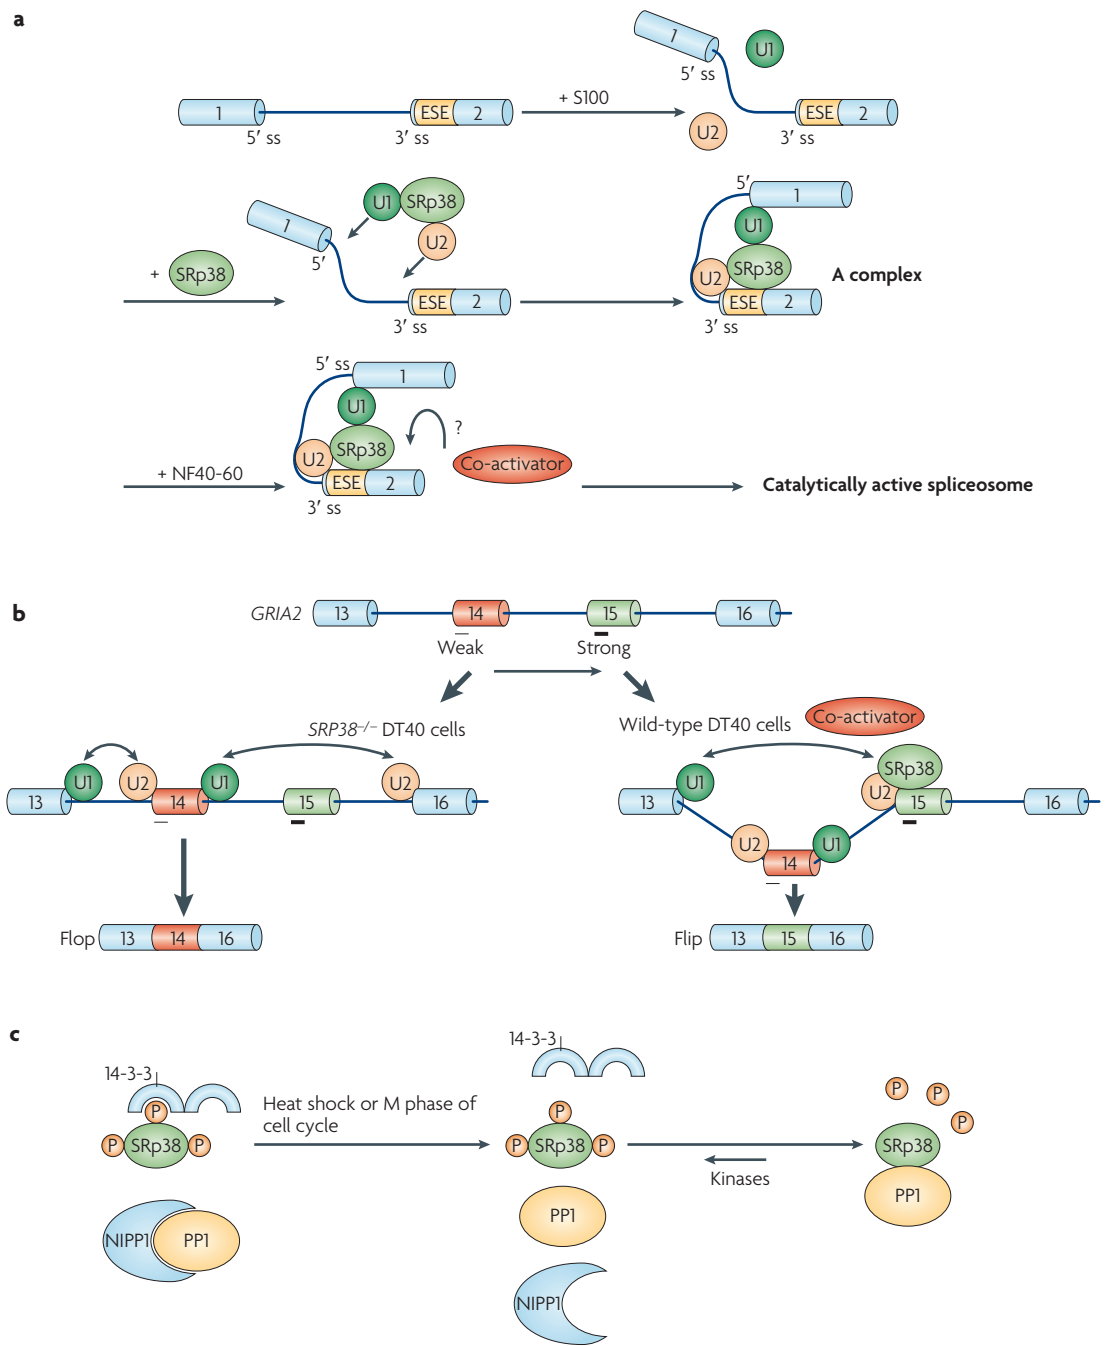 a
1
5′ ss
3′ ss
ESE
2
+ S100
1
5′ ss
U1
U2
3′ ss
ESE
2
+ SRp38
1
5′
U1
SRp38
U2
ESE
2
3′ ss
5′
1
U1
SRp38
U2
ESE
2
3′ ss
A complex
+ NF40-60
5′ ss
1
U1
SRp38
U2
ESE
2
3′ ss
?
Co-activator
Catalytically active spliceosome
b
GRIA2
13
14
15
16
Weak
Strong
SRP38–/– DT40 cells
U1
U2
U1
U2
13
14
15
16
Flop
13
14
16
Wild-type DT40 cells
Co-activator
SRp38
U1
U2
13
15
16
U2
U1
14
Flip
13
15
16
c
14-3-3
P
P
SRp38
P
NIPP1
PP1
Heat shock or M phase of
cell cycle
14-3-3
P
P
SRp38
P
PP1
NIPP1
Kinases
P
P
P
SRp38
PP1